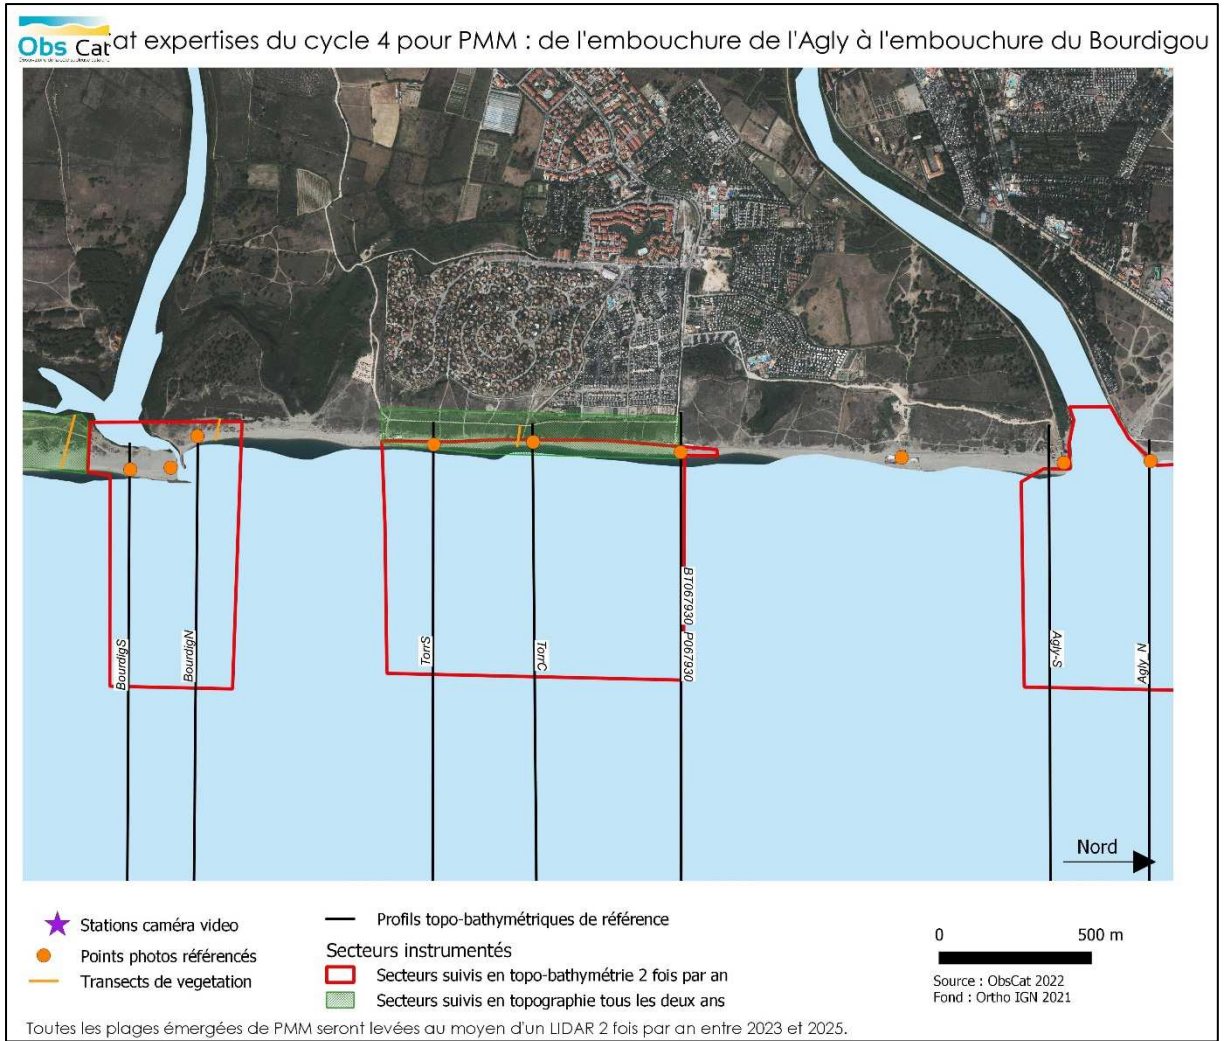 Obs Cat
at expertises du cycle 4 pour PMM : de l'embouchure de l'Agly à l'embouchure du Bourdigou
BourdigS
BourdigN
TorrS
TorrC
BT067930_P067930
Agly-S
Agly_N
Nord
Stations caméra video
Points photos référencés
Transects de vegetation
Profils topo-bathymétriques de référence
Secteurs instrumentés
Secteurs suivis en topo-bathymétrie 2 fois par an
Secteurs suivis en topographie tous les deux ans
0 500 m
Source : ObsCat 2022
Fond : Ortho IGN 2021
Toutes les plages émergées de PMM seront levées au moyen d'un LIDAR 2 fois par an entre 2023 et 2025.